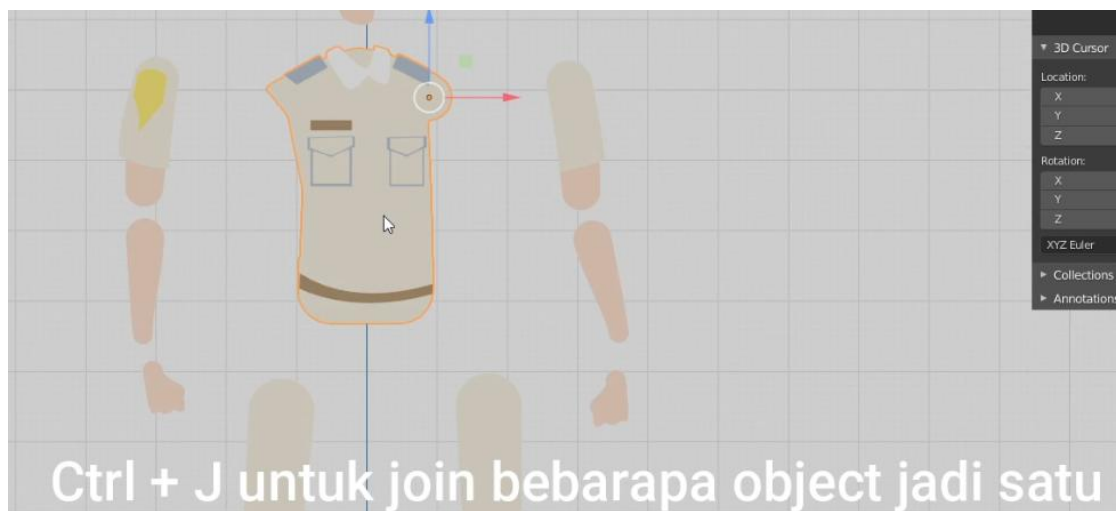 3D Cursor
Location:
X
Y
Z
Rotation:
X
Y
Z
XYZ Euler
Collections
Annotations
Ctrl + J untuk join bebarapa object jadi satu